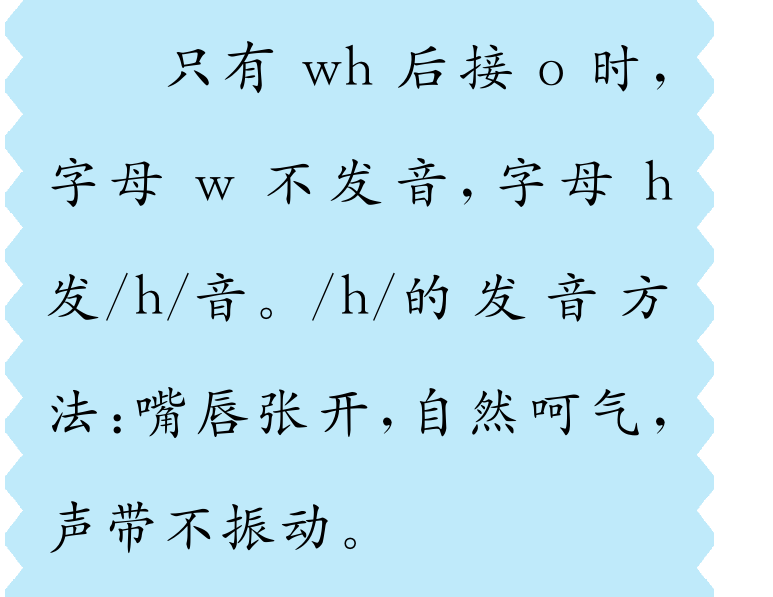 只有 wh 后接 o 时，
字母 w 不发音，字母 h
发/h/音。/h/的发音方
法：嘴唇张开，自然呵气，
声带不振动。